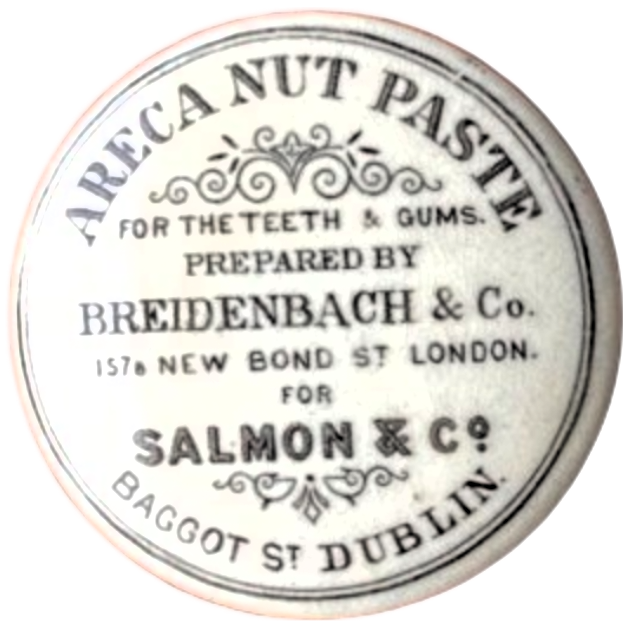 ARECA NUT PASTE
FOR THE TEETH & GUMS.
PREPARED BY
BREIDENBACH & Co.
157B NEW BOND ST LONDON.
FOR
SALMON & Co
BAGGOT ST DUBLIN.